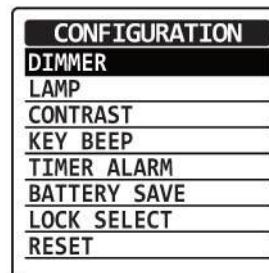 CONFIGURATION
DIMMER
LAMP
CONTRAST
KEY BEEP
TIMER ALARM
BATTERY SAVE
LOCK SELECT
RESET